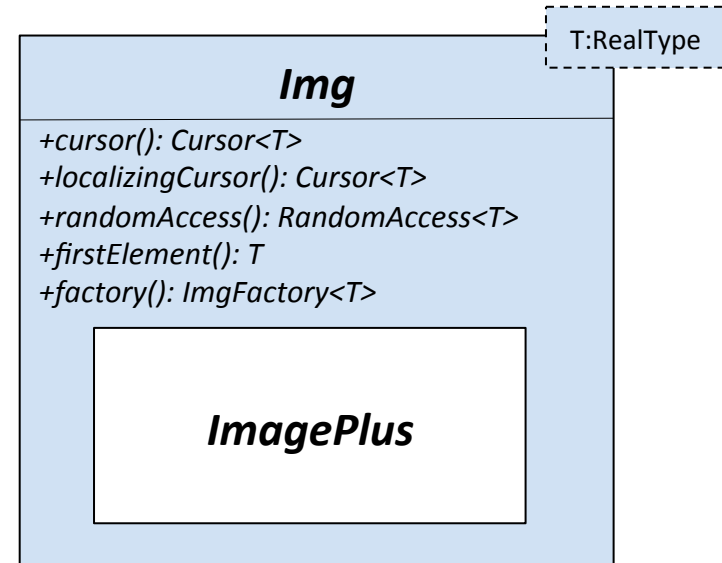 T:RealType
Img
+cursor(): Cursor<T>
+localizingCursor(): Cursor<T>
+randomAccess(): RandomAccess<T>
+firstElement(): T
+factory(): ImgFactory<T>
ImagePlus